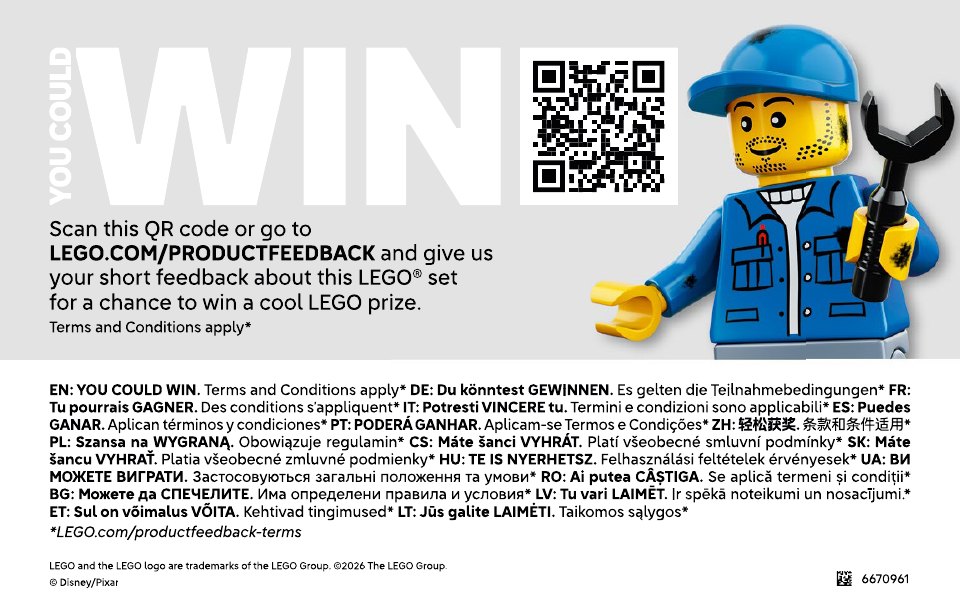 YOU COULD
WIN
Scan this QR code or go to
LEGO.COM/PRODUCTFEEDBACK and give us
your short feedback about this LEGO® set
for a chance to win a cool LEGO prize.
Terms and Conditions apply*
EN: YOU COULD WIN. Terms and Conditions apply* DE: Du könntest GEWINNEN. Es gelten die Teilnahmebedingungen* FR:
Tu pourrais GAGNER. Des conditions s'appliquent* IT: Potresti VINCERE tu. Termini e condizioni sono applicabili* ES: Puedes
GANAR. Aplican términos y condiciones* PT: PODERÁ GANHAR. Aplicam-se Termos e Condições* ZH: 轻松获奖. 条款和条件适用*
PL: Szansa na WYGRANĄ. Obowiązuje regulamin* CS: Máte šanci VYHRÁT. Platí všeobecné smluvní podmínky* SK: Máte
šancu VYHRAŤ. Platia všeobecné zmluvné podmienky* HU: TE IS NYERHETSZ. Felhasználási feltételek érvényesek* UA: ВИ
МОЖЕТЕ ВИГРАТИ. Застосовуються загальні положення та умови* RO: Ai putea CÂȘTIGA. Se aplică termeni și condiții*
BG: Можете да СПЕЧЕЛИТЕ. Има определени правила и условия* LV: Tu vari LAIMĒT. Ir spēkā noteikumi un nosacījumi.*
ET: Sul on võimalus VÕITA. Kehtivad tingimused* LT: Jūs galite LAIMĖTI. Taikomos sąlygos*
*LEGO.com/productfeedback-terms
LEGO and the LEGO logo are trademarks of the LEGO Group. ©2026 The LEGO Group.
© Disney/Pixar
6670961